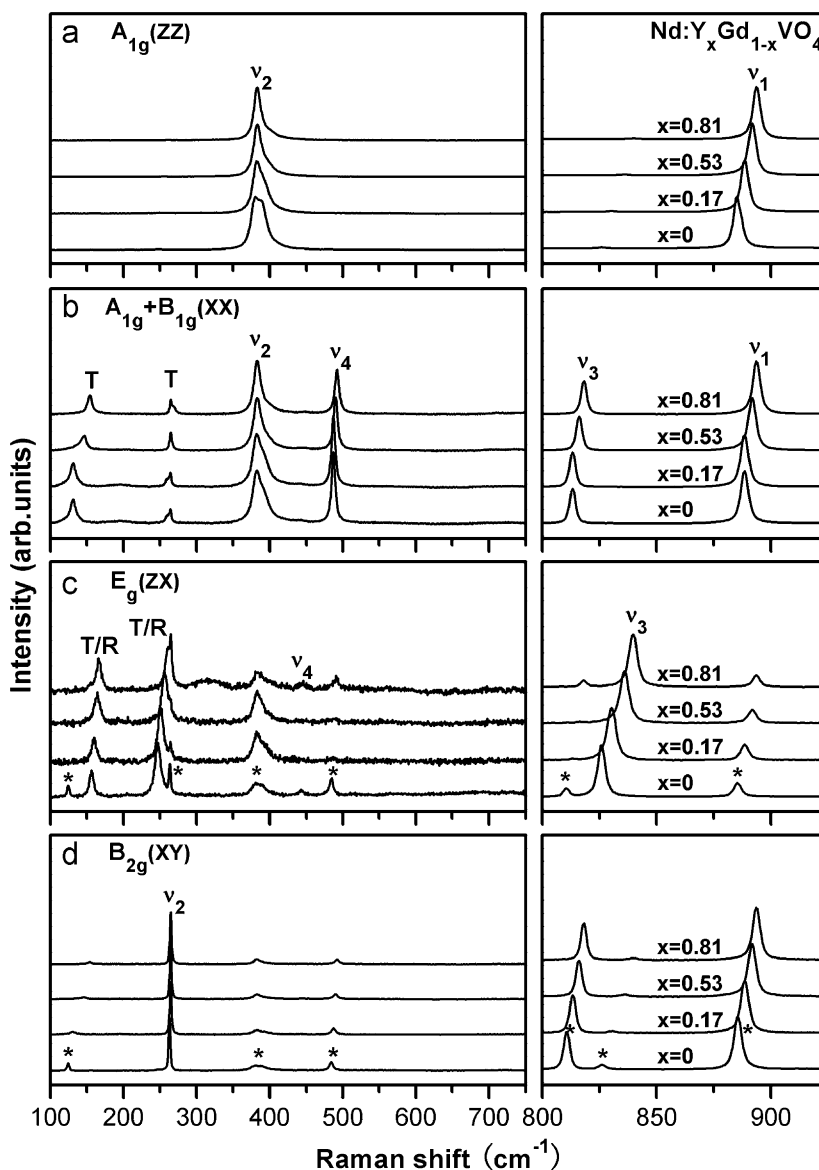 a A1g(ZZ) Nd:YxGd1-xVO4
ν2 ν1
x=0.81
x=0.53
x=0.17
x=0
b A1g+B1g(XX)
ν2 ν4 ν1
T T ν3
x=0.81
x=0.53
x=0.17
x=0
c Eg(ZX)
T/R T/R ν4 ν3
x=0.81
x=0.53
x=0.17
* * * * * x=0 *
d B2g(XY)
ν2
x=0.81
x=0.53
x=0.17
* * * * * x=0 *
100 200 300 400 500 600 700 800 850 900
Raman shift (cm-1)
Intensity (arb.units)